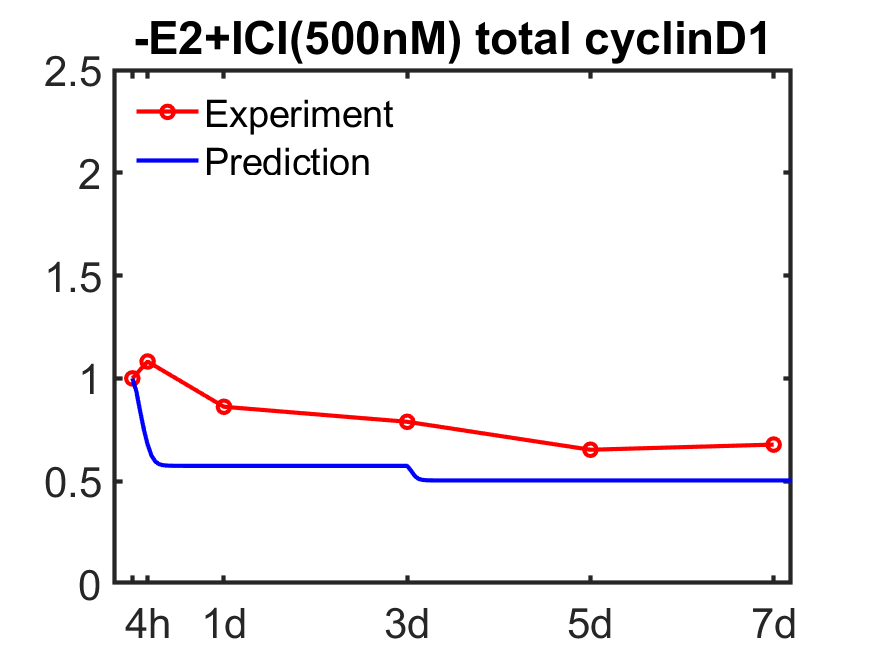 -E2+ICI(500nM) total cyclinD1
2.5
Experiment
Prediction
2
1.5
1
0.5
0
4h 1d 3d 5d 7d